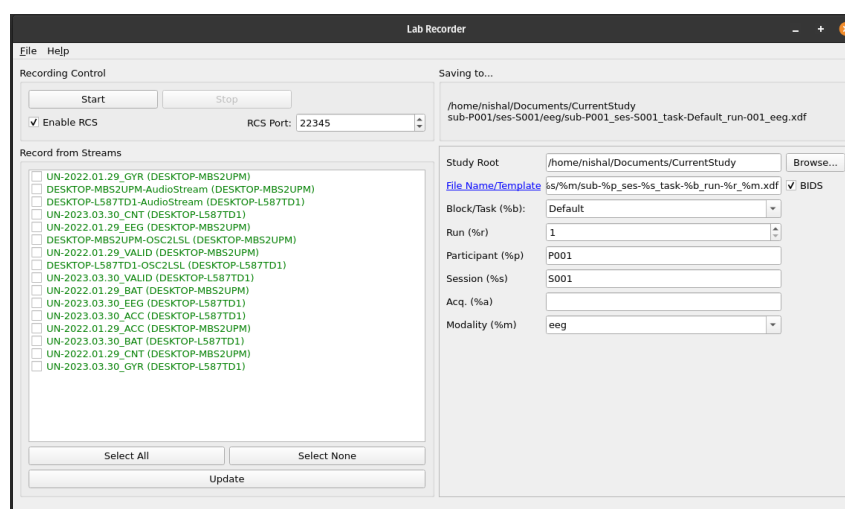 Lab Recorder
File Help
Recording Control
Start Stop
Enable RCS RCS Port: 22345
Record from Streams
UN-2022.01.29_GYR (DESKTOP-MBS2UPM)
DESKTOP-MBS2UPM-AudioStream (DESKTOP-MBS2UPM)
DESKTOP-L587TD1-AudioStream (DESKTOP-L587TD1)
UN-2023.03.30_CNT (DESKTOP-L587TD1)
UN-2022.01.29_EEG (DESKTOP-MBS2UPM)
DESKTOP-MBS2UPM-OSC2LSL (DESKTOP-MBS2UPM)
UN-2022.01.29_VALID (DESKTOP-MBS2UPM)
DESKTOP-L587TD1-OSC2LSL (DESKTOP-L587TD1)
UN-2023.03.30_VALID (DESKTOP-L587TD1)
UN-2022.01.29_BAT (DESKTOP-MBS2UPM)
UN-2023.03.30_EEG (DESKTOP-L587TD1)
UN-2023.03.30_ACC (DESKTOP-L587TD1)
UN-2022.01.29_ACC (DESKTOP-MBS2UPM)
UN-2023.03.30_BAT (DESKTOP-L587TD1)
UN-2022.01.29_CNT (DESKTOP-MBS2UPM)
UN-2023.03.30_GYR (DESKTOP-L587TD1)
Select All Select None
Update
Saving to...
/home/nishal/Documents/CurrentStudy
sub-P001/ses-S001/eeg/sub-P001_ses-S001_task-Default_run-001_eeg.xdf
Study Root /home/nishal/Documents/CurrentStudy Browse...
File Name/Template %s/%m/sub-%p_ses-%s_task-%b_run-%r_%m.xdf BIDS
Block/Task (%b): Default
Run (%r) 1
Participant (%p) P001
Session (%s) S001
Acq. (%a)
Modality (%m) eeg